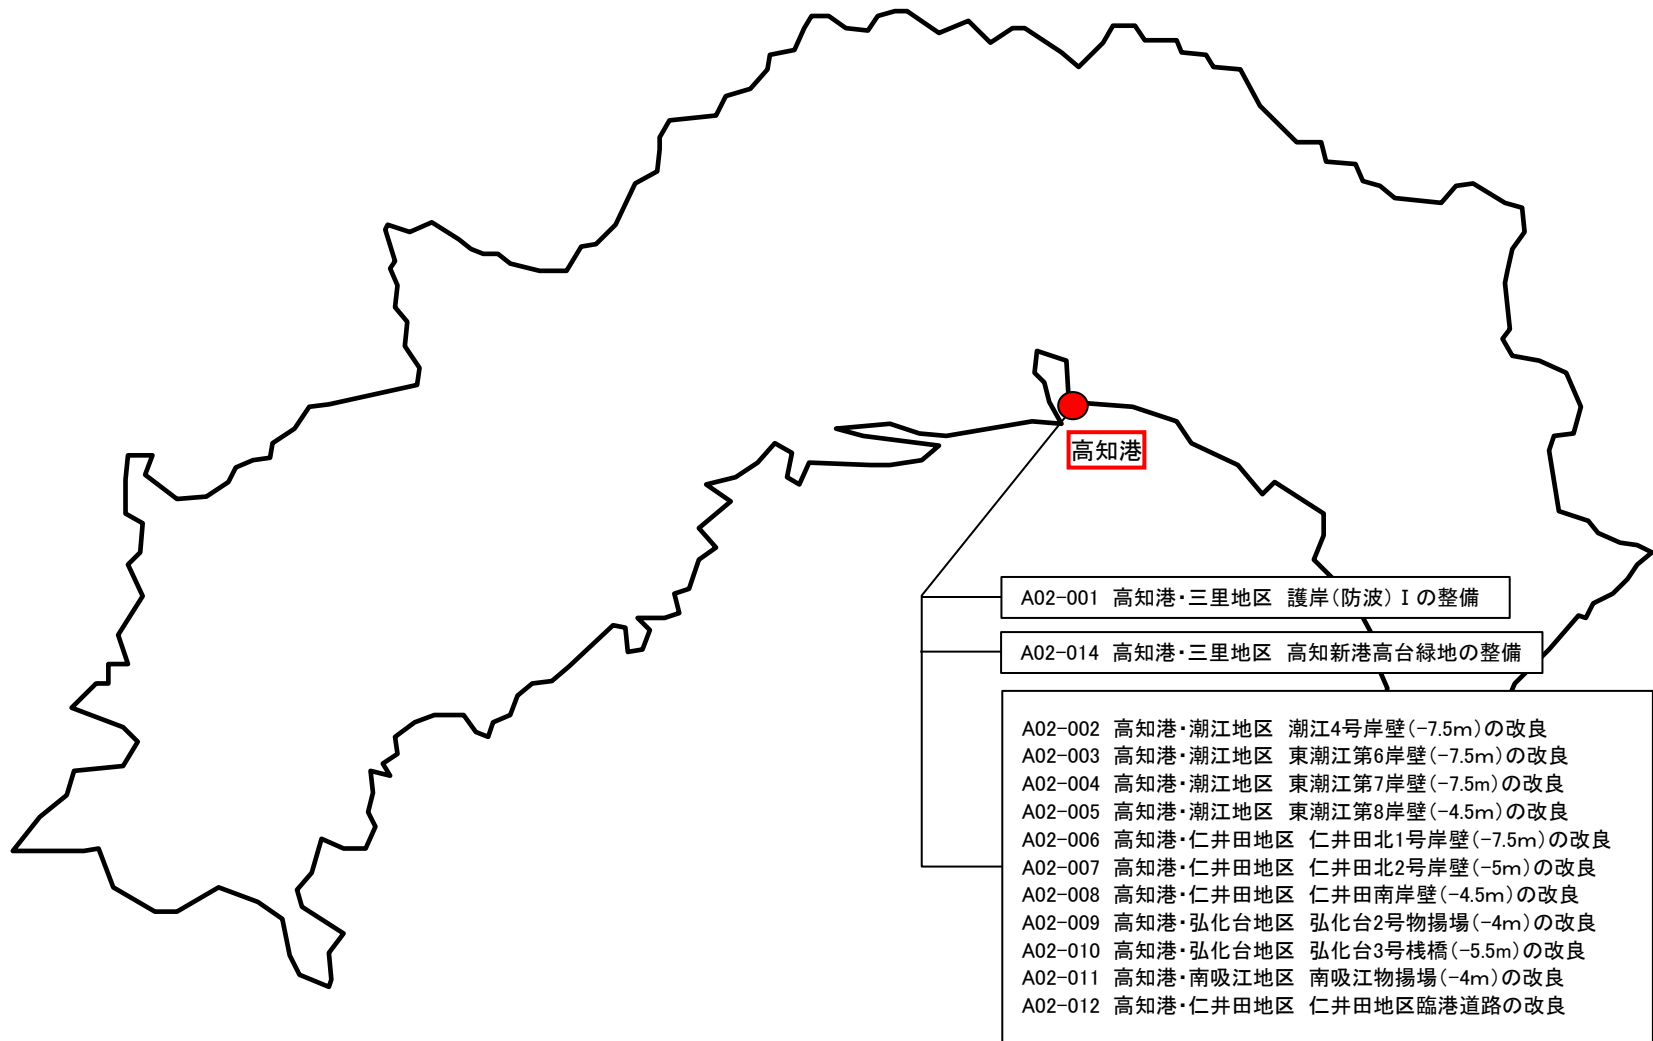 高知港
A02-001 高知港・三里地区 護岸(防波)Ⅰの整備
A02-014 高知港・三里地区 高知新港高台緑地の整備
A02-002 高知港・潮江地区 潮江4号岸壁(-7.5m)の改良
A02-003 高知港・潮江地区 東潮江第6岸壁(-7.5m)の改良
A02-004 高知港・潮江地区 東潮江第7岸壁(-7.5m)の改良
A02-005 高知港・潮江地区 東潮江第8岸壁(-4.5m)の改良
A02-006 高知港・仁井田地区 仁井田北1号岸壁(-7.5m)の改良
A02-007 高知港・仁井田地区 仁井田北2号岸壁(-5m)の改良
A02-008 高知港・仁井田地区 仁井田南岸壁(-4.5m)の改良
A02-009 高知港・弘化台地区 弘化台2号物揚場(-4m)の改良
A02-010 高知港・弘化台地区 弘化台3号桟橋(-5.5m)の改良
A02-011 高知港・南吸江地区 南吸江物揚場(-4m)の改良
A02-012 高知港・仁井田地区 仁井田地区臨港道路の改良